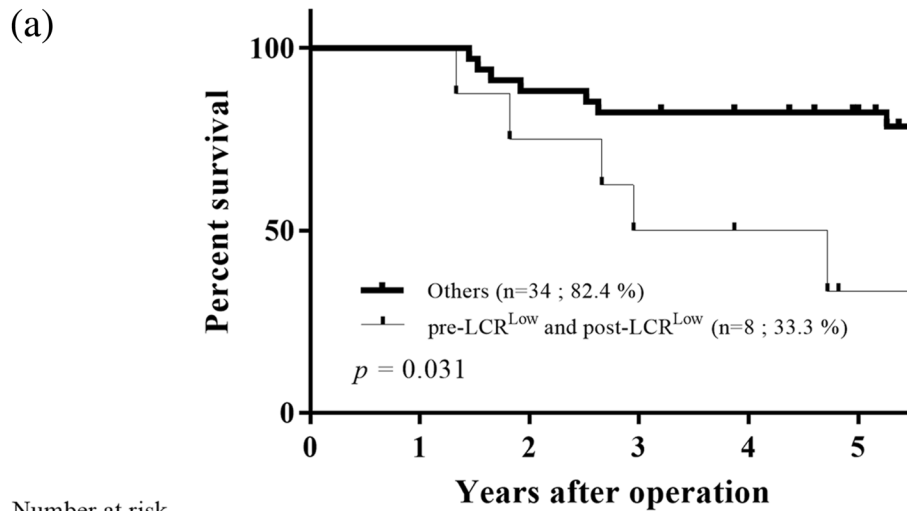 (a)
Percent survival
100
50
0
Others (n=34 ; 82.4 %)
pre-LCR^Low and post-LCR^Low (n=8 ; 33.3 %)
p = 0.031
0 1 2 3 4 5
Years after operation
Number at risk